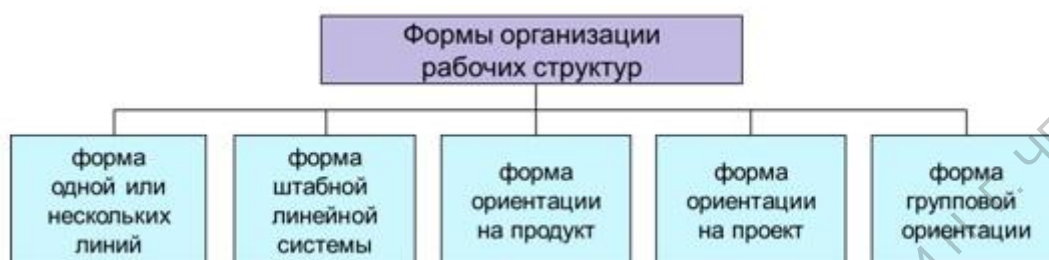 Формы организации
рабочих структур
форма
одной или
нескольких
линий
форма
штабной
линейной
системы
форма
ориентации
на продукт
форма
ориентации
на проект
форма
групповой
ориентации